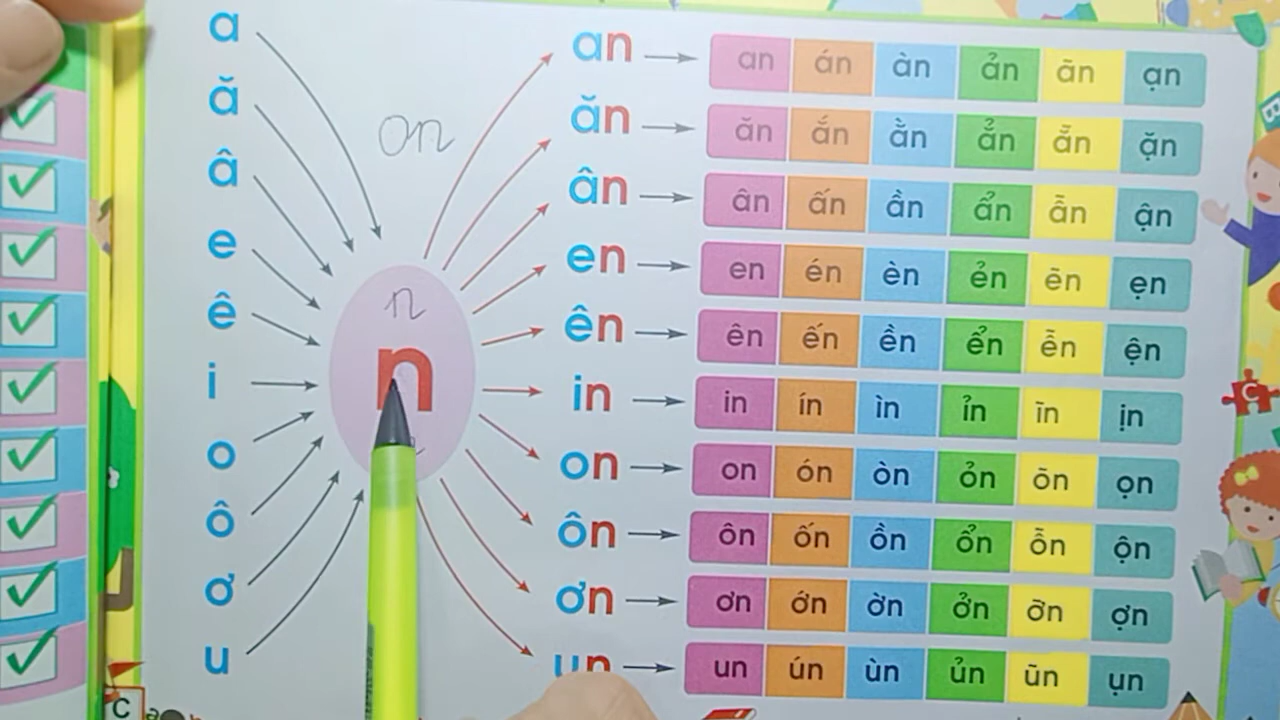 a an an án àn ản ãn ạn
ă ăn ăn ắn ằn ẳn ẵn ặn
on
â ân ân ấn ần ẩn ẫn ận
e en en én èn ẻn ẽn ẹn
n
ê ên ên ến ền ển ễn ện
n
i in in ín ìn ỉn ĩn ịn
o on on ón òn ỏn õn ọn
ô ôn ôn ốn ồn ổn ỗn ộn
ơ ơn ơn ớn ờn ởn ỡn ợn
u un un ún ùn ủn ũn ụn
C
C